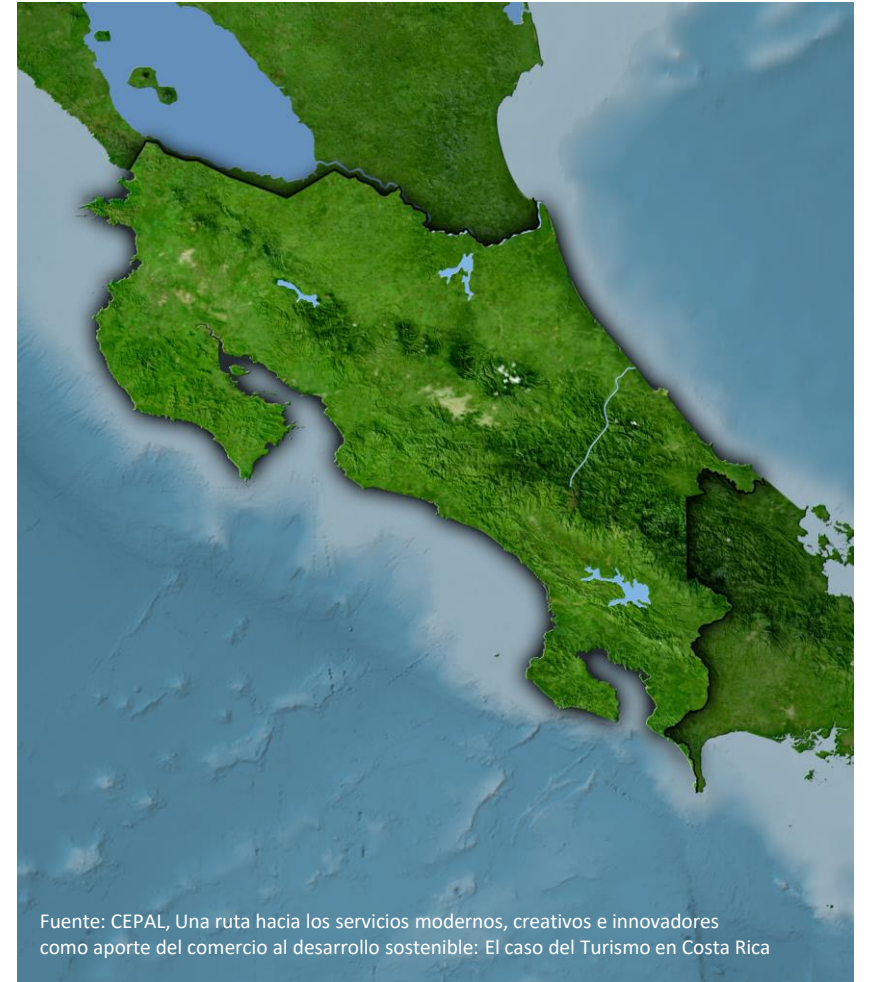 Fuente: CEPAL, Una ruta hacia los servicios modernos, creativos e innovadores
como aporte del comercio al desarrollo sostenible: El caso del Turismo en Costa Rica